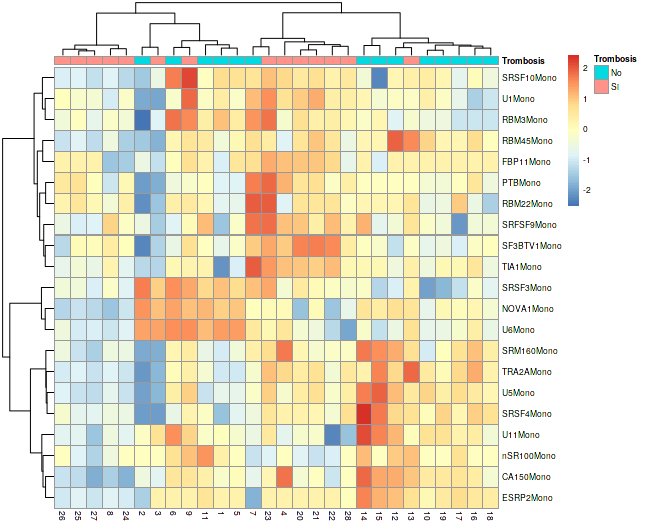 Trombosis
SRSF10Mono
U1Mono
RBM3Mono
RBM45Mono
FBP11Mono
PTBMono
RBM22Mono
SRFSF9Mono
SF3BTV1Mono
TIA1Mono
SRSF3Mono
NOVA1Mono
U6Mono
SRM160Mono
TRA2AMono
U5Mono
SRSF4Mono
U11Mono
nSR100Mono
CA150Mono
ESRP2Mono
26 25 27 8 24 2 3 6 9 11 1 5 7 23 4 20 21 22 28 14 15 12 13 10 19 17 16 18
2
1
0
-1
-2
Trombosis
No
SI